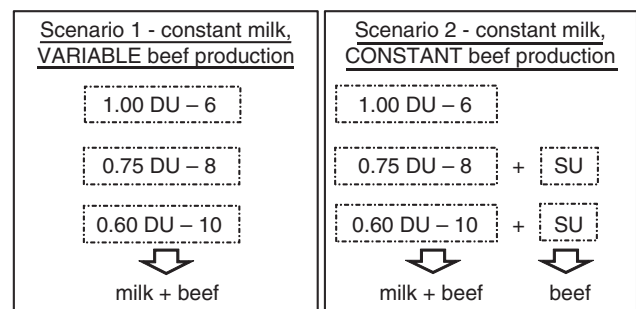 Scenario 1 - constant milk,
VARIABLE beef production
1.00 DU – 6
0.75 DU – 8
0.60 DU – 10
milk + beef
Scenario 2 - constant milk,
CONSTANT beef production
1.00 DU – 6
0.75 DU – 8 + SU
0.60 DU – 10 + SU
milk + beef beef